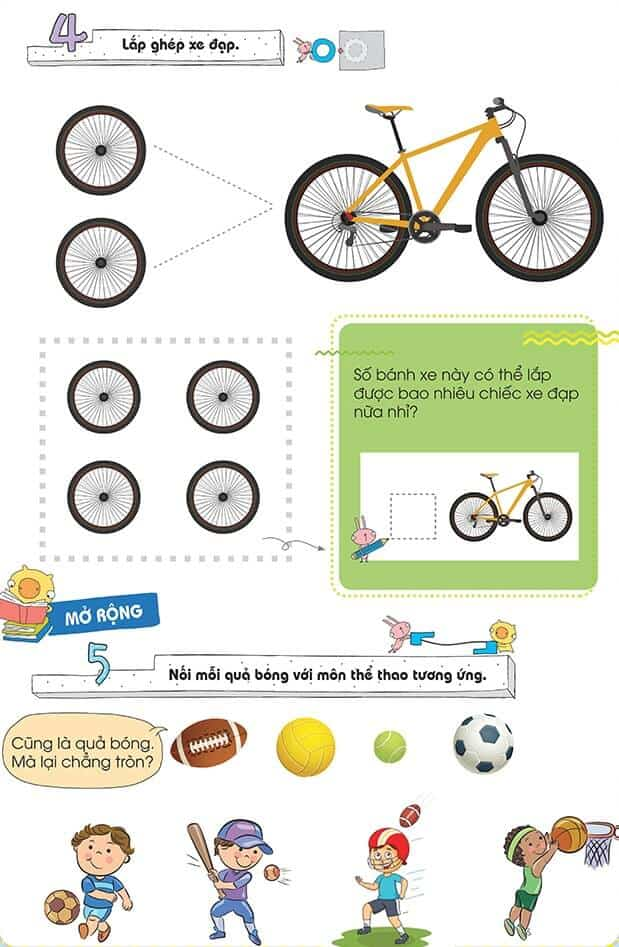 4
Lắp ghép xe đạp.
Số bánh xe này có thể lắp
được bao nhiêu chiếc xe đạp
nữa nhỉ?
MỞ RỘNG
5
Nối mỗi quả bóng với môn thể thao tương ứng.
Cũng là quả bóng.
Mà lại chẳng tròn?